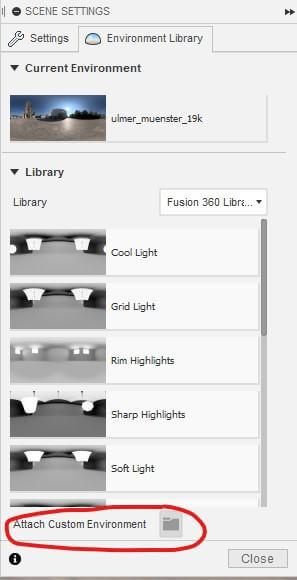 SCENE SETTINGS
Settings
Environment Library
Current Environment
ulmer_muenster_19k
Library
Library
Fusion 360 Libra...
Cool Light
Grid Light
Rim Highlights
Sharp Highlights
Soft Light
Attach Custom Environment
Close